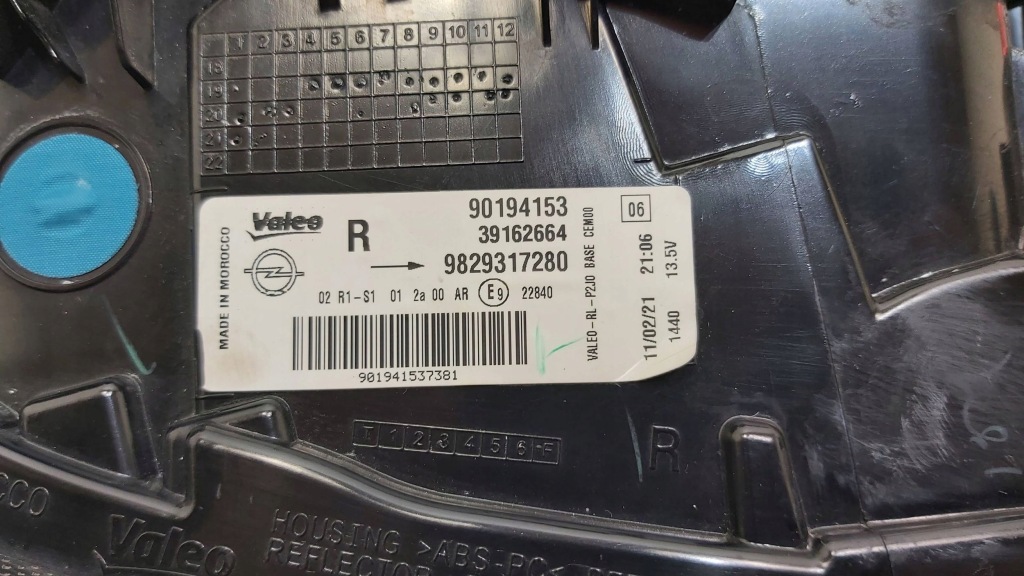 1 2 3 4 5 6 7 8 9 10 11 12
18
19
20
21
22
Valeo
R
90194153
39162664
9829317280
06
MADE IN MOROCCO
02 R1-S1 01 2a 00 AR E9 22840
901941537381
VALEO-RL-P2JO BASE CEMOO
11/02/21 21:06
1440 13.5V
T 1 2 3 4 5 6 F
R
Valeo
HOUSING >ABS-PC<
REFLECTOR